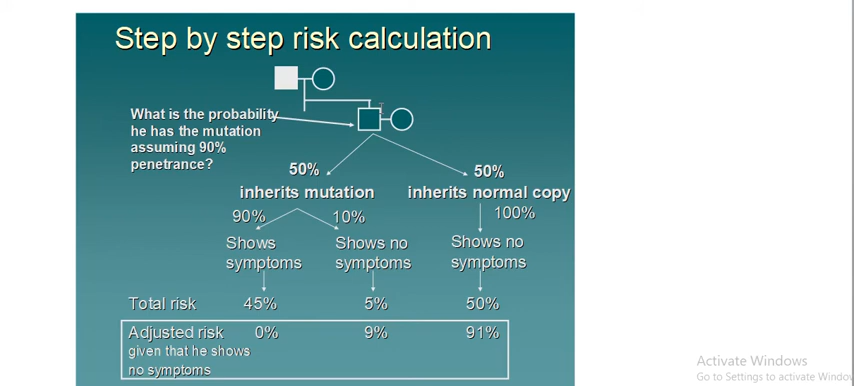 Step by step risk calculation
What is the probability
he has the mutation
assuming 90%
penetrance?
50%
50%
inherits mutation
inherits normal copy
90%
10%
100%
Shows
symptoms
Shows no
symptoms
Shows no
symptoms
Total risk 45% 5% 50%
Adjusted risk 0% 9% 91%
given that he shows
no symptoms
Activate Windows
Go to Settings to activate Window